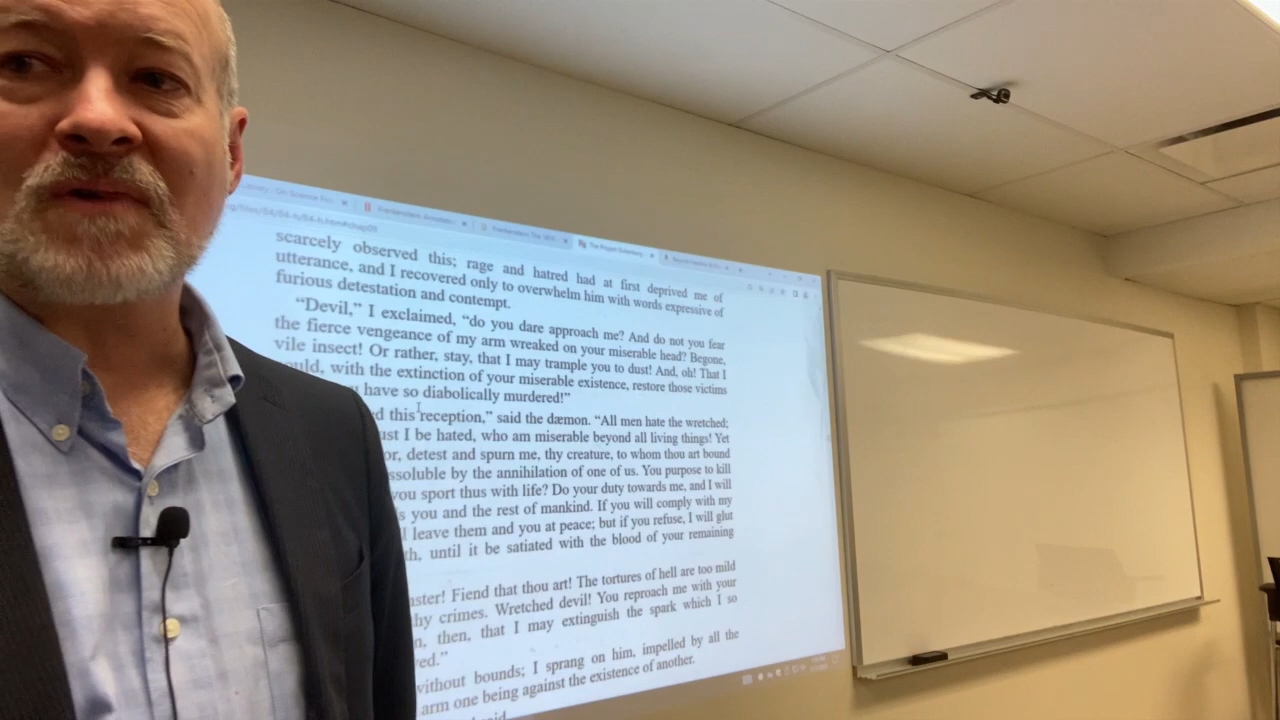 Frankenstein
The Project Gutenberg
scarcely observed this; rage and hatred had at first deprived me of
utterance, and I recovered only to overwhelm him with words expressive of
furious detestation and contempt.
“Devil,” I exclaimed, “do you dare approach me? And do not you fear
the fierce vengeance of my arm wreaked on your miserable head? Begone,
vile insect! Or rather, stay, that I may trample you to dust! And, oh! That I
with the extinction of your miserable existence, restore those victims
have so diabolically murdered!”
this reception,” said the dæmon. “All men hate the wretched;
I be hated, who am miserable beyond all living things! Yet
detest and spurn me, thy creature, to whom thou art bound
by the annihilation of one of us. You purpose to kill
you sport thus with life? Do your duty towards me, and I will
you and the rest of mankind. If you will comply with my
leave them and you at peace; but if you refuse, I will glut
until it be satiated with the blood of your remaining
Fiend that thou art! The tortures of hell are too mild
crimes. Wretched devil! You reproach me with your
then, that I may extinguish the spark which I so
without bounds; I sprang on him, impelled by all the
arm one being against the existence of another.
said